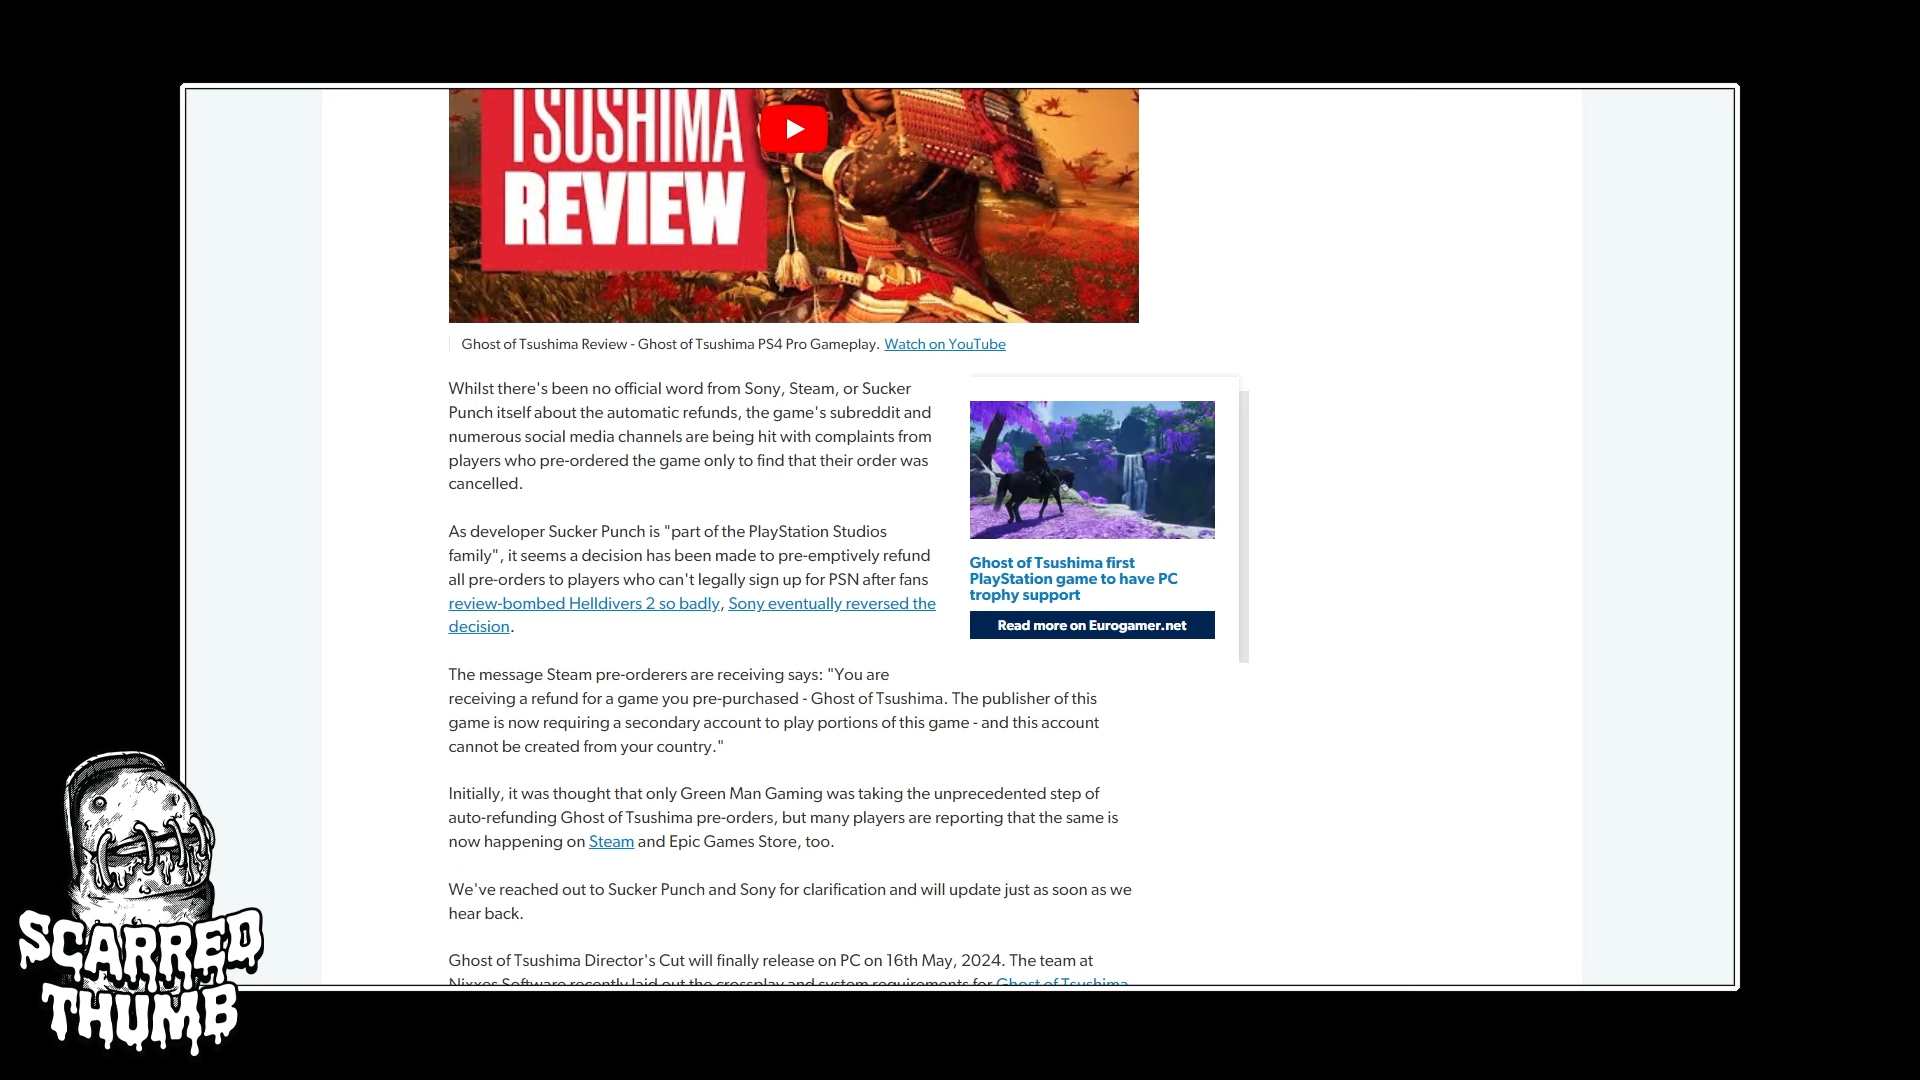 TSUSHIMA
REVIEW
Ghost of Tsushima Review - Ghost of Tsushima PS4 Pro Gameplay. Watch on YouTube
Whilst there's been no official word from Sony, Steam, or Sucker
Punch itself about the automatic refunds, the game's subreddit and
numerous social media channels are being hit with complaints from
players who pre-ordered the game only to find that their order was
cancelled.
As developer Sucker Punch is "part of the PlayStation Studios
family", it seems a decision has been made to pre-emptively refund
all pre-orders to players who can't legally sign up for PSN after fans
review-bombed Helldivers 2 so badly, Sony eventually reversed the
decision.
Ghost of Tsushima first
PlayStation game to have PC
trophy support
Read more on Eurogamer.net
The message Steam pre-orderers are receiving says: "You are
receiving a refund for a game you pre-purchased - Ghost of Tsushima. The publisher of this
game is now requiring a secondary account to play portions of this game - and this account
cannot be created from your country."
Initially, it was thought that only Green Man Gaming was taking the unprecedented step of
auto-refunding Ghost of Tsushima pre-orders, but many players are reporting that the same is
now happening on Steam and Epic Games Store, too.
We've reached out to Sucker Punch and Sony for clarification and will update just as soon as we
hear back.
Ghost of Tsushima Director's Cut will finally release on PC on 16th May, 2024. The team at
Nixxes Software recently laid out the crossplay and system requirements for Ghost of Tsushima
SCARRED
THUMB